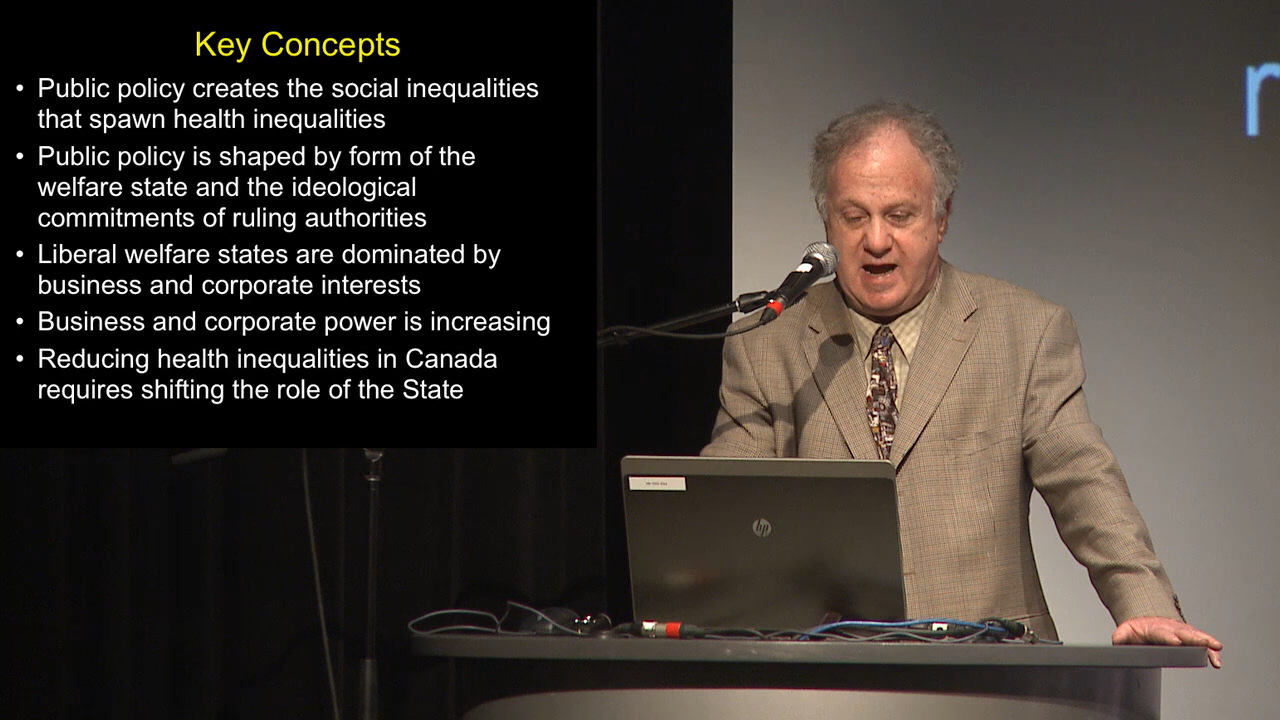 Key Concepts
• Public policy creates the social inequalities
that spawn health inequalities
• Public policy is shaped by form of the
welfare state and the ideological
commitments of ruling authorities
• Liberal welfare states are dominated by
business and corporate interests
• Business and corporate power is increasing
• Reducing health inequalities in Canada
requires shifting the role of the State
hp